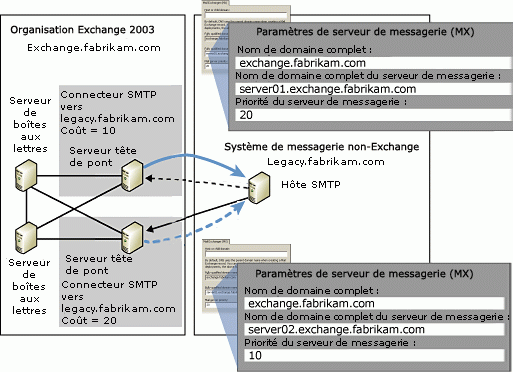 Organisation Exchange 2003
Exchange.fabrikam.com
Serveur
de
boîtes
aux
lettres
Connecteur SMTP
vers
legacy.fabrikam.com
Coût = 10
Serveur tête
de pont
Serveur tête
de pont
Connecteur SMTP
vers
legacy.fabrikam.com
Coût = 20
Serveur
de
boîtes
aux
lettres
Paramètres de serveur de messagerie (MX)
Nom de domaine complet :
exchange.fabrikam.com
Nom de domaine complet du serveur de messagerie :
server01.exchange.fabrikam.com
Priorité du serveur de messagerie :
20
Système de messagerie non-Exchange
Legacy.fabrikam.com
Hôte SMTP
Paramètres de serveur de messagerie (MX)
Nom de domaine complet :
exchange.fabrikam.com
Nom de domaine complet du serveur de messagerie :
server02.exchange.fabrikam.com
Priorité du serveur de messagerie :
10